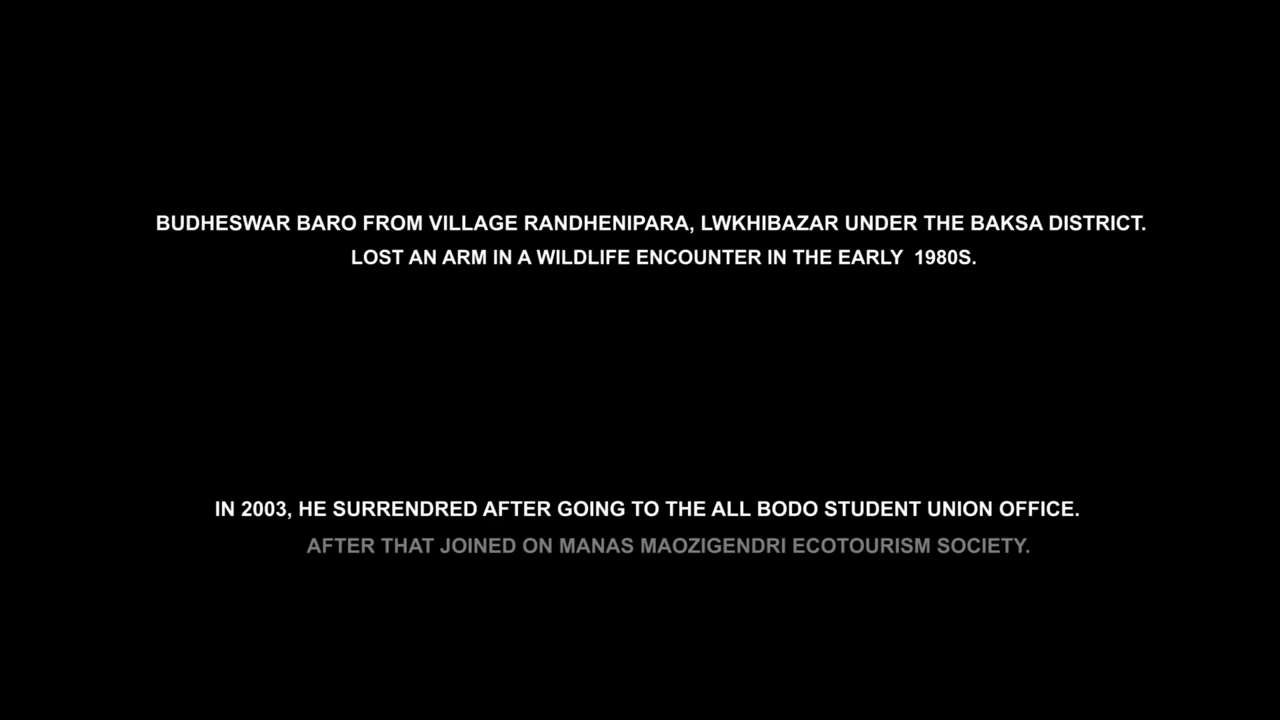 BUDHESWAR BARO FROM VILLAGE RANDHENIPARA, LWKHIBAZAR UNDER THE BAKSA DISTRICT.
LOST AN ARM IN A WILDLIFE ENCOUNTER IN THE EARLY  1980S.
IN 2003, HE SURRENDRED AFTER GOING TO THE ALL BODO STUDENT UNION OFFICE.
AFTER THAT JOINED ON MANAS MAOZIGENDRI ECOTOURISM SOCIETY.